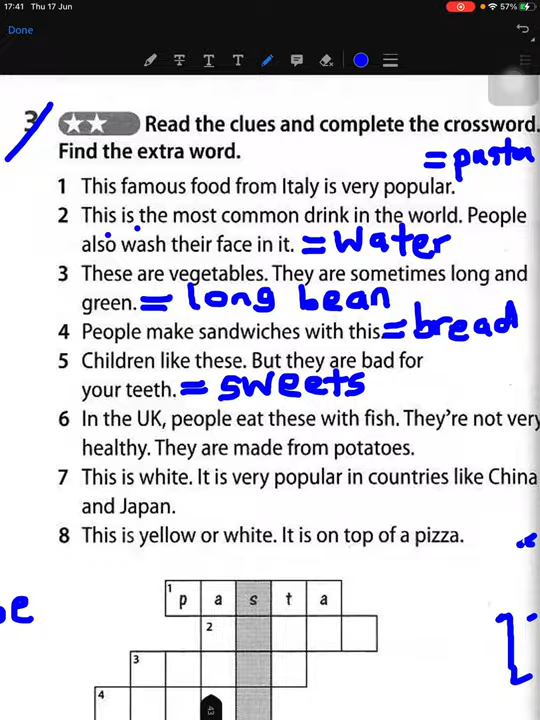 17:41 Thu 17 Jun
57%
Done
3 Read the clues and complete the crossword.
Find the extra word.
= pasta
1 This famous food from Italy is very popular.
2 This is the most common drink in the world. People
also wash their face in it. = water
3 These are vegetables. They are sometimes long and
green. = long bean
4 People make sandwiches with this = bread
5 Children like these. But they are bad for
your teeth. = sweets
6 In the UK, people eat these with fish. They're not very
healthy. They are made from potatoes.
7 This is white. It is very popular in countries like China
and Japan.
8 This is yellow or white. It is on top of a pizza.
1 p a s t a
2
3
4
43